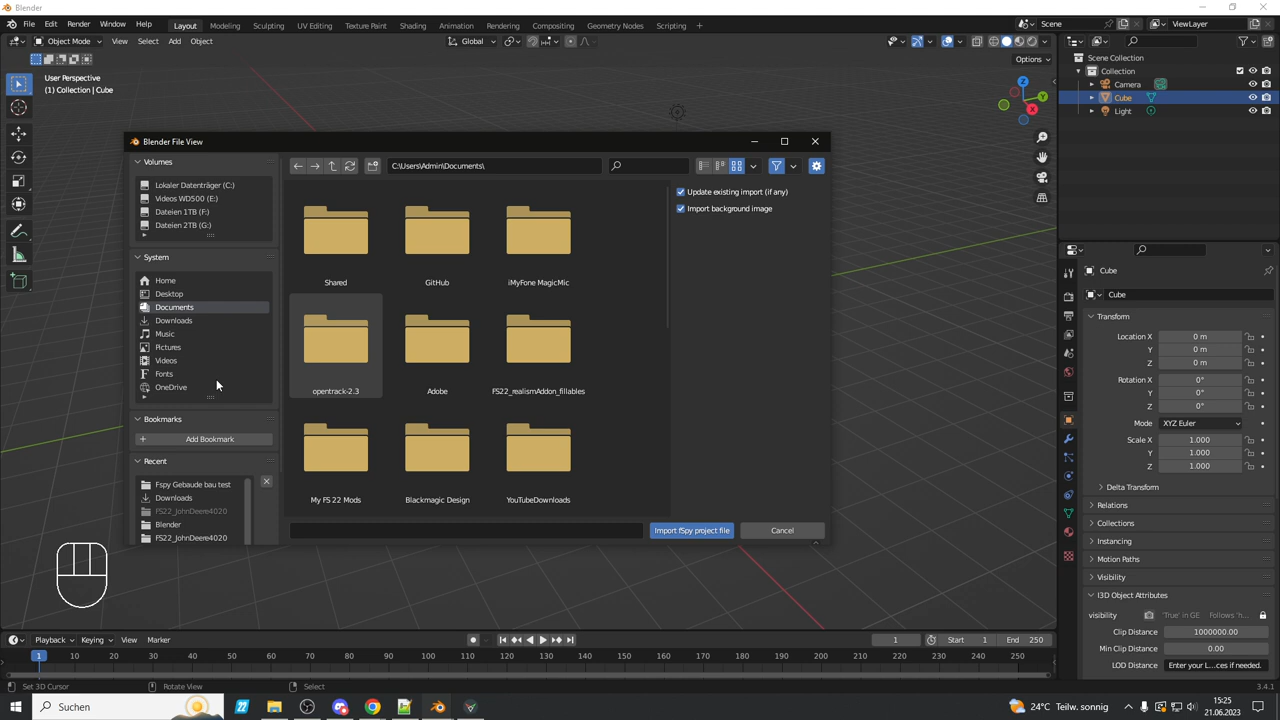 Blender
File Edit Render Window Help Layout Modeling Sculpting UV Editing Texture Paint Shading Animation Rendering Compositing Geometry Nodes Scripting + Scene ViewLayer
Object Mode View Select Add Object Global
Options
User Perspective
(1) Collection | Cube
Scene Collection
Collection
Camera
Cube
Light
X
Y
Z
Blender File View
Volumes
Lokaler Datenträger (C:)
Videos WD500 (E:)
Dateien 1TB (F:)
Dateien 2TB (G:)
System
Home
Desktop
Documents
Downloads
Music
Pictures
Videos
Fonts
OneDrive
Bookmarks
Add Bookmark
Recent
Fspy Gebaude bau test
Downloads
FS22_JohnDeere4020
Blender
FS22_JohnDeere4020
C:\Users\Admin\Documents\
Shared GitHub iMyFone MagicMic
opentrack-2.3 Adobe FS22_realismAddon_fillables
My FS 22 Mods Blackmagic Design YouTubeDownloads
Update existing import (if any)
Import background image
Import fSpy project file Cancel
Cube
Cube
Transform
Location X 0 m
Y 0 m
Z 0 m
Rotation X 0°
Y 0°
Z 0°
Mode XYZ Euler
Scale X 1.000
Y 1.000
Z 1.000
Delta Transform
Relations
Collections
Instancing
Motion Paths
Visibility
I3D Object Attributes
visibility 'True' in GE Follows 'h...
Clip Distance 1000000.00
Min Clip Distance 0.00
LOD Distance Enter your L...ces if needed.
Playback Keying View Marker 1 Start 1 End 250
1 10 20 30 40 50 60 70 80 90 100 110 120 130 140 150 160 170 180 190 200 210 220 230 240 250
Set 3D Cursor Rotate View Select 3.4.1
Suchen 24°C Teilw. sonnig 15:25
21.06.2023